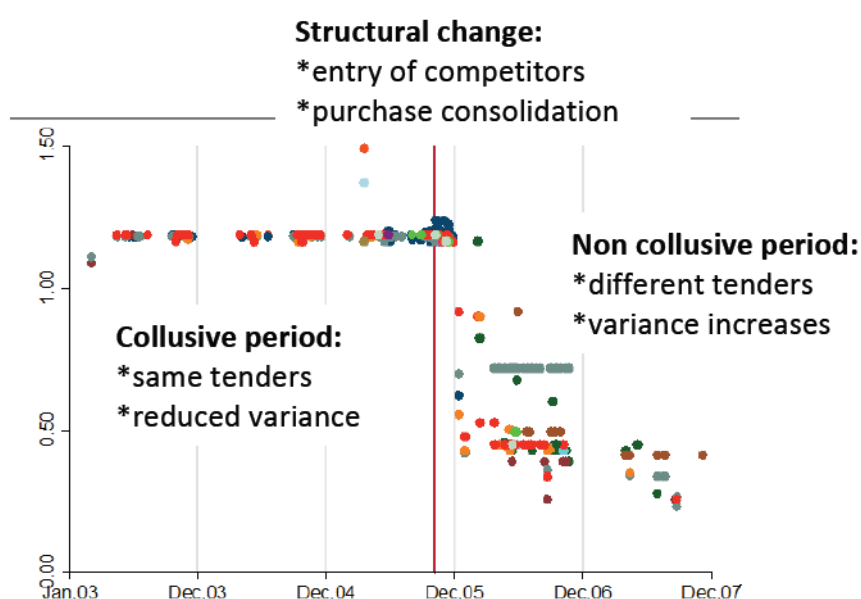 Structural change:
*entry of competitors
*purchase consolidation
1.50
1.00
0.50
0.00
Non collusive period:
*different tenders
*variance increases
Collusive period:
*same tenders
*reduced variance
Jan.03 Dec.03 Dec.04 Dec.05 Dec.06 Dec.07